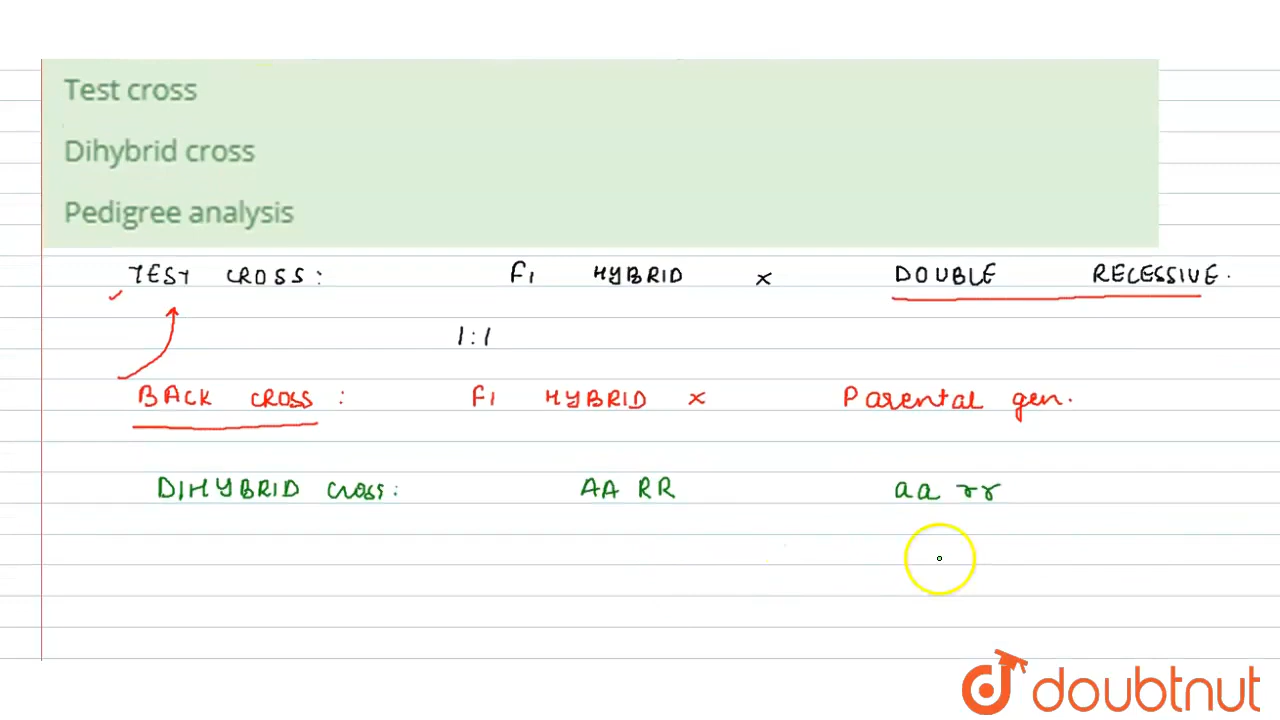 Test cross
Dihybrid cross
Pedigree analysis
TEST CROSS: F1 HYBRID x DOUBLE RECESSIVE.
1:1
BACK CROSS: F1 HYBRID x Parental gen.
DIHYBRID cross: AA RR aa rr
doubtnut